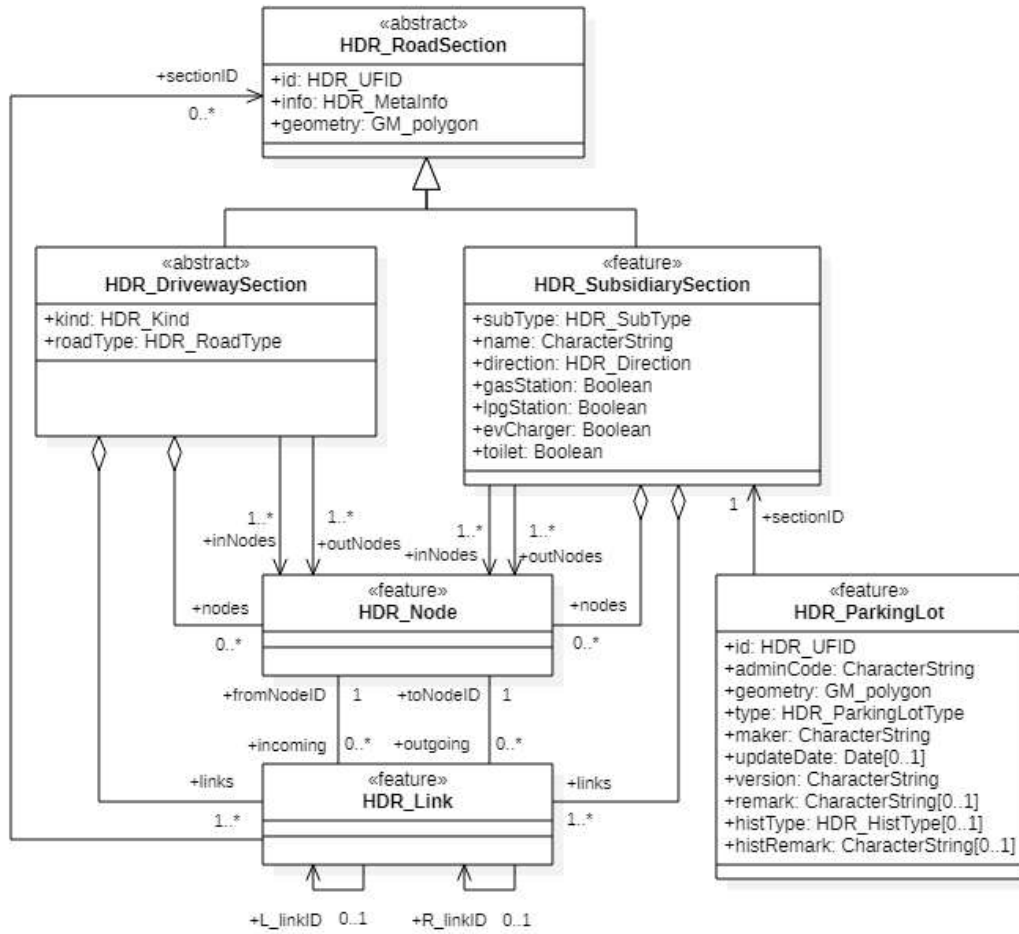 «abstract»
HDR_RoadSection
+id: HDR_UFID
+info: HDR_MetaInfo
+geometry: GM_polygon
+sectionID
0..*
«abstract»
HDR_DrivewaySection
+kind: HDR_Kind
+roadType: HDR_RoadType
«feature»
HDR_SubsidiarySection
+subType: HDR_SubType
+name: CharacterString
+direction: HDR_Direction
+gasStation: Boolean
+lpgStation: Boolean
+evCharger: Boolean
+toilet: Boolean
1..*
+inNodes
1..*
+outNodes
1..*
+inNodes
1..*
+outNodes
1
+sectionID
«feature»
HDR_Node
+nodes
0..*
+nodes
0..*
«feature»
HDR_ParkingLot
+id: HDR_UFID
+adminCode: CharacterString
+geometry: GM_polygon
+type: HDR_ParkingLotType
+maker: CharacterString
+updateDate: Date[0..1]
+version: CharacterString
+remark: CharacterString[0..1]
+histType: HDR_HistType[0..1]
+histRemark: CharacterString[0..1]
+fromNodeID 1
+toNodeID 1
+incoming 0..*
+outgoing 0..*
«feature»
HDR_Link
+links
1..*
+links
1..*
+L_linkID 0..1
+R_linkID 0..1